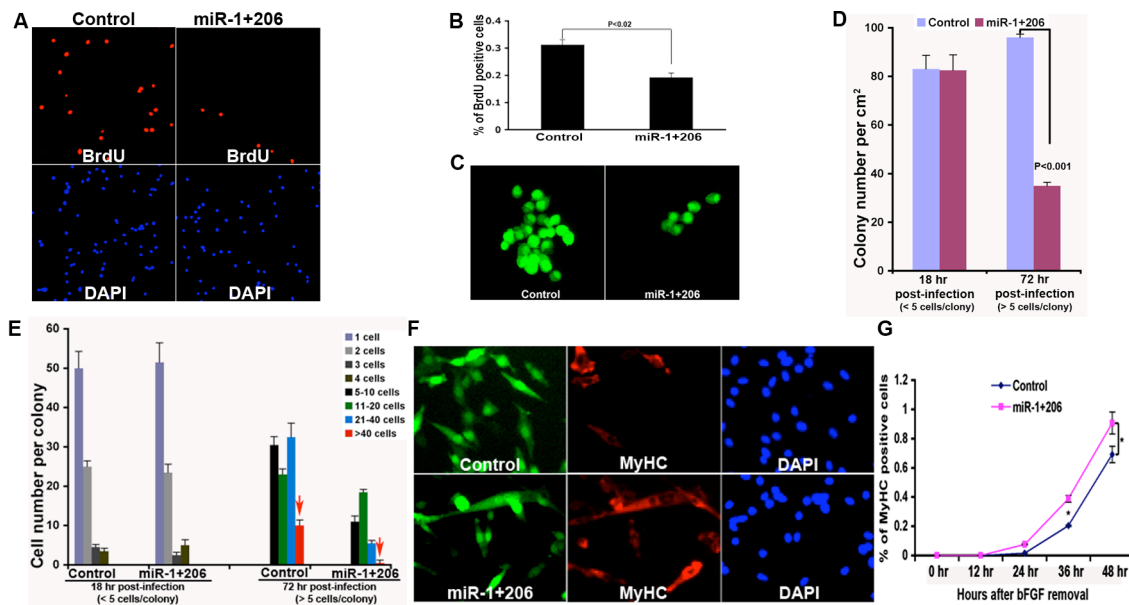 A
Control
miR-1+206
BrdU
BrdU
DAPI
DAPI
B
P<0.02
% of BrdU positive cells
0.4
0.3
0.2
0.1
0
Control
miR-1+206
C
Control
miR-1+206
D
Control
miR-1+206
Colony number per cm2
100
80
60
40
20
0
P<0.001
18 hr
post-infection
(< 5 cells/clony)
72 hr
post-infection
(> 5 cells/clony)
E
Cell number per colony
60
50
40
30
20
10
0
1 cell
2 cells
3 cells
4 cells
5-10 cells
11-20 cells
21-40 cells
>40 cells
Control
miR-1+206
18 hr post-infection
(< 5 cells/colony)
Control
miR-1+206
72 hr post-infection
(> 5 cells/colony)
F
Control
MyHC
DAPI
miR-1+206
MyHC
DAPI
G
% of MyHC positive cells
1.2
1
0.8
0.6
0.4
0.2
0
Control
miR-1+206
*
*
0 hr
12 hr
24 hr
36 hr
48 hr
Hours after bFGF removal